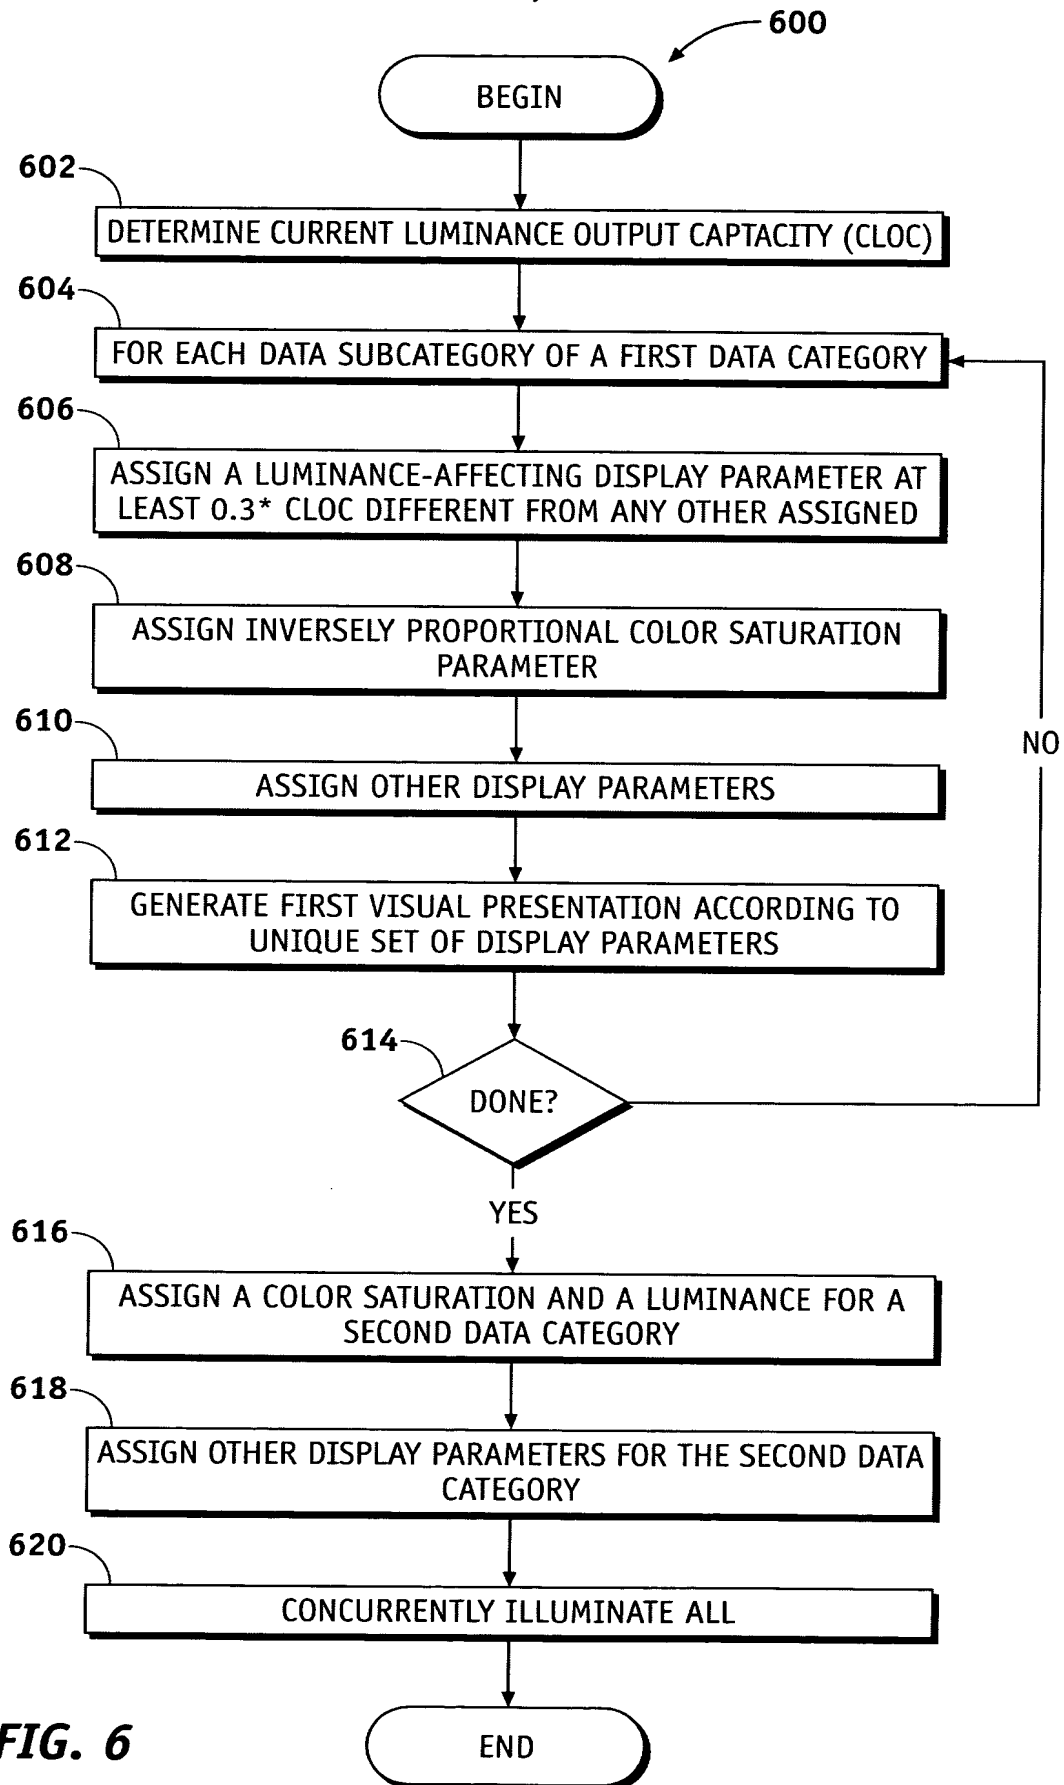 600
BEGIN
602
DETERMINE CURRENT LUMINANCE OUTPUT CAPTACITY (CLOC)
604
FOR EACH DATA SUBCATEGORY OF A FIRST DATA CATEGORY
606
ASSIGN A LUMINANCE-AFFECTING DISPLAY PARAMETER AT
LEAST 0.3* CLOC DIFFERENT FROM ANY OTHER ASSIGNED
608
ASSIGN INVERSELY PROPORTIONAL COLOR SATURATION
PARAMETER
610
NO
ASSIGN OTHER DISPLAY PARAMETERS
612
GENERATE FIRST VISUAL PRESENTATION ACCORDING TO
UNIQUE SET OF DISPLAY PARAMETERS
614
DONE?
YES
616
ASSIGN A COLOR SATURATION AND A LUMINANCE FOR A
SECOND DATA CATEGORY
618
ASSIGN OTHER DISPLAY PARAMETERS FOR THE SECOND DATA
CATEGORY
620
CONCURRENTLY ILLUMINATE ALL
END
FIG. 6